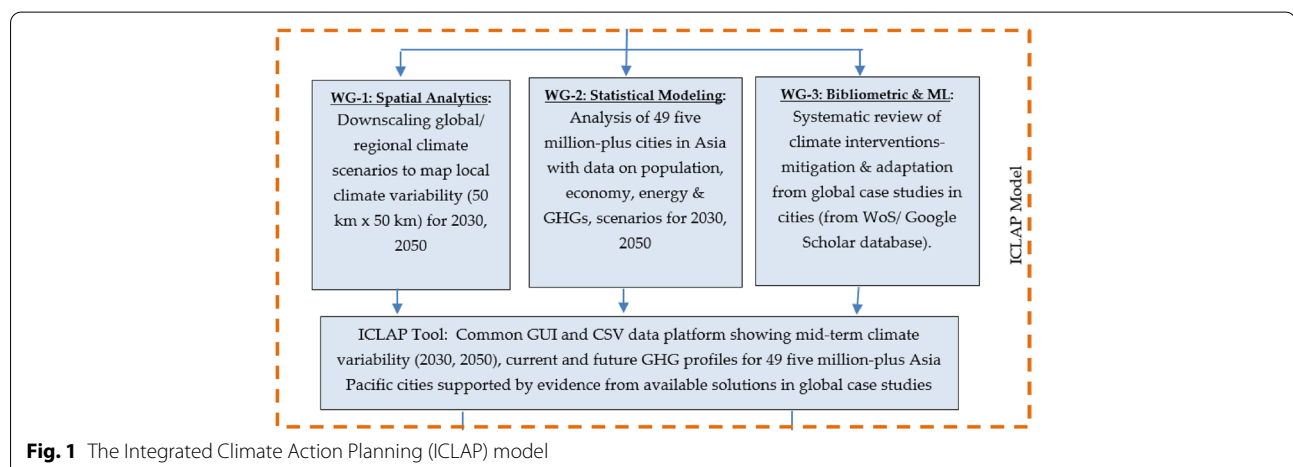 WG-1: Spatial Analytics:
Downscaling global/
regional climate
scenarios to map local
climate variability (50
km x 50 km) for 2030,
2050
WG-2: Statistical Modeling:
Analysis of 49 five
million-plus cities in Asia
with data on population,
economy, energy &
GHGs, scenarios for 2030,
2050
WG-3: Bibliometric & ML:
Systematic review of
climate interventions-
mitigation & adaptation
from global case studies in
cities (from WoS/ Google
Scholar database).
ICLAP Model
ICLAP Tool: Common GUI and CSV data platform showing mid-term climate
variability (2030, 2050), current and future GHG profiles for 49 five million-plus Asia
Pacific cities supported by evidence from available solutions in global case studies
Fig. 1 The Integrated Climate Action Planning (ICLAP) model